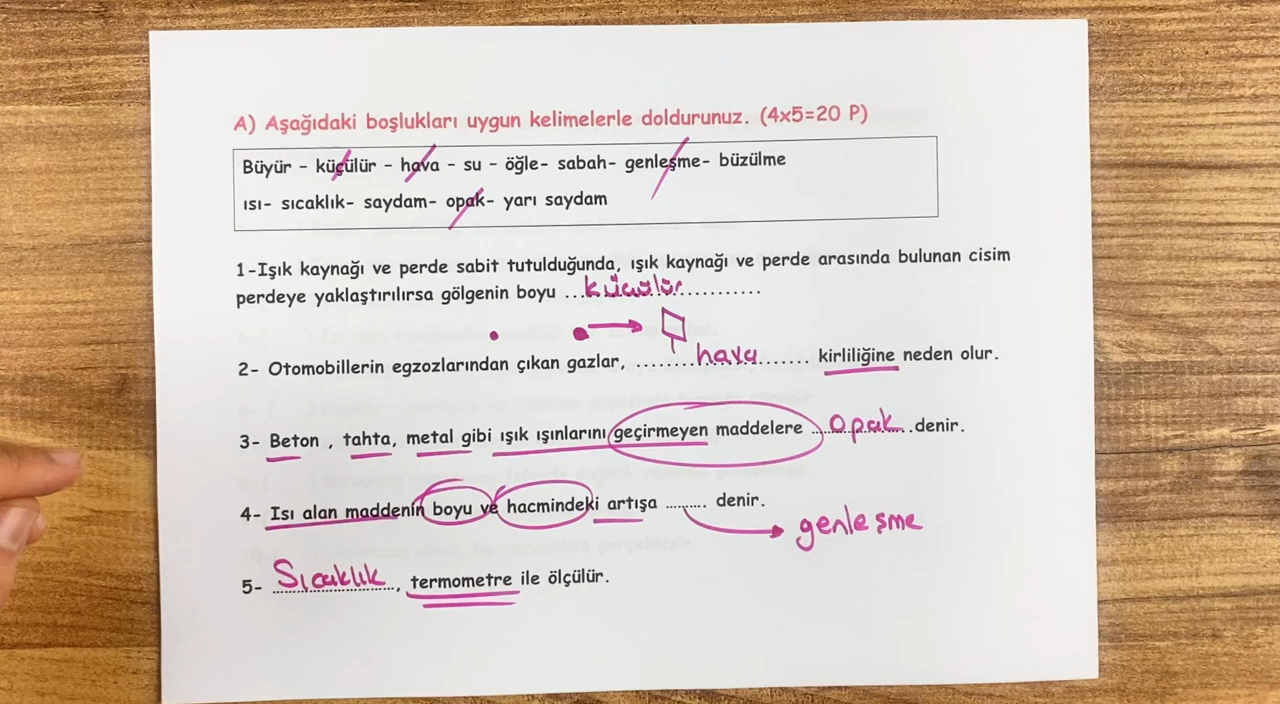 A) Aşağıdaki boşlukları uygun kelimelerle doldurunuz. (4x5=20 P)
Büyür - küçülür - hava - su - öğle- sabah- genleşme- büzülme
ısı- sıcaklık- saydam- opak- yarı saydam
1-Işık kaynağı ve perde sabit tutulduğunda, ışık kaynağı ve perde arasında bulunan cisim
perdeye yaklaştırılırsa gölgenin boyu ...küçülür...............
2- Otomobillerin egzozlarından çıkan gazlar, .........hava....... kirliliğine neden olur.
3- Beton , tahta, metal gibi ışık ışınlarını geçirmeyen maddelere ...opak...denir.
4- Isı alan maddenin boyu ve hacmindeki artışa ......... denir.
genleşme
5- Sıcaklık, termometre ile ölçülür.